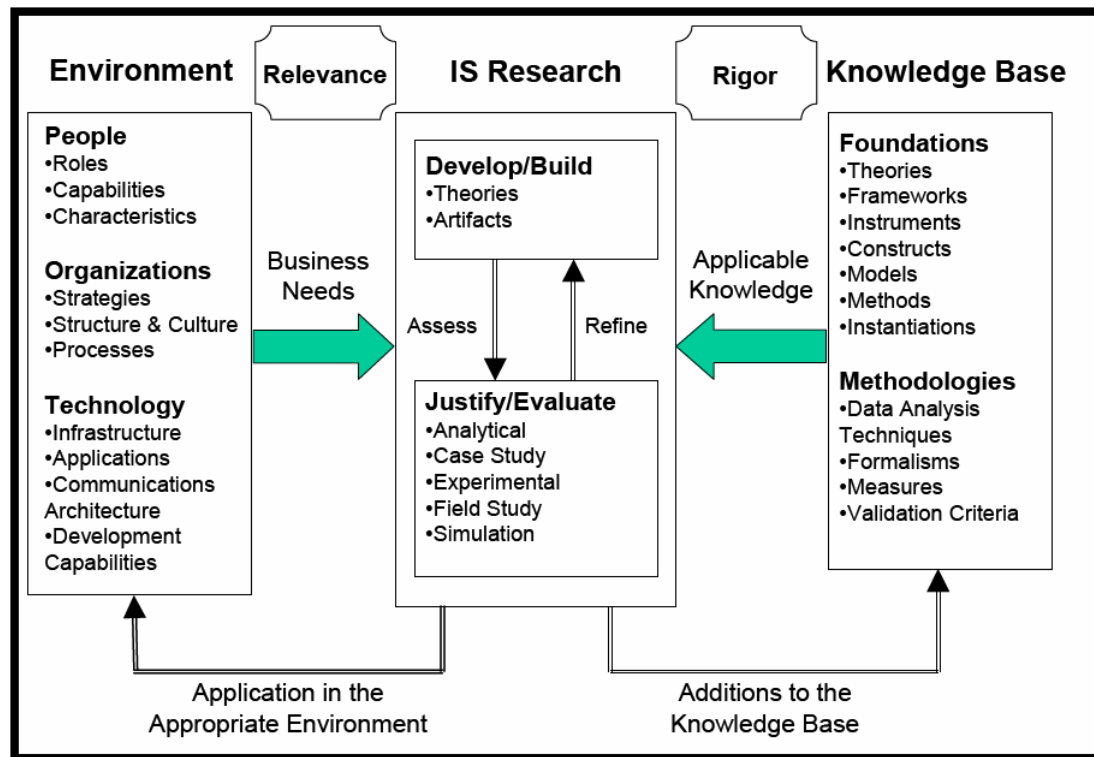 Environment
Relevance
IS Research
Rigor
Knowledge Base
People
•Roles
•Capabilities
•Characteristics
Organizations
•Strategies
•Structure & Culture
•Processes
Technology
•Infrastructure
•Applications
•Communications
Architecture
•Development
Capabilities
Business
Needs
Develop/Build
•Theories
•Artifacts
Assess
Refine
Justify/Evaluate
•Analytical
•Case Study
•Experimental
•Field Study
•Simulation
Applicable
Knowledge
Foundations
•Theories
•Frameworks
•Instruments
•Constructs
•Models
•Methods
•Instantiations
Methodologies
•Data Analysis
Techniques
•Formalisms
•Measures
•Validation Criteria
Application in the
Appropriate Environment
Additions to the
Knowledge Base